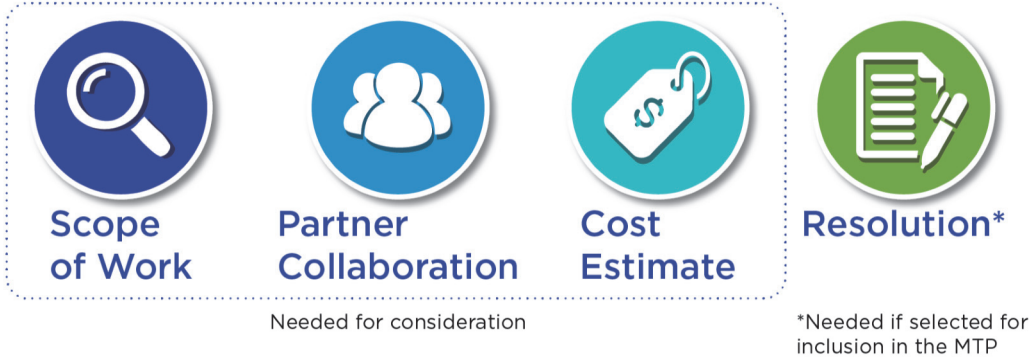 $
Scope
of Work
Partner
Collaboration
Cost
Estimate
Resolution*
Needed for consideration
*Needed if selected for
inclusion in the MTP